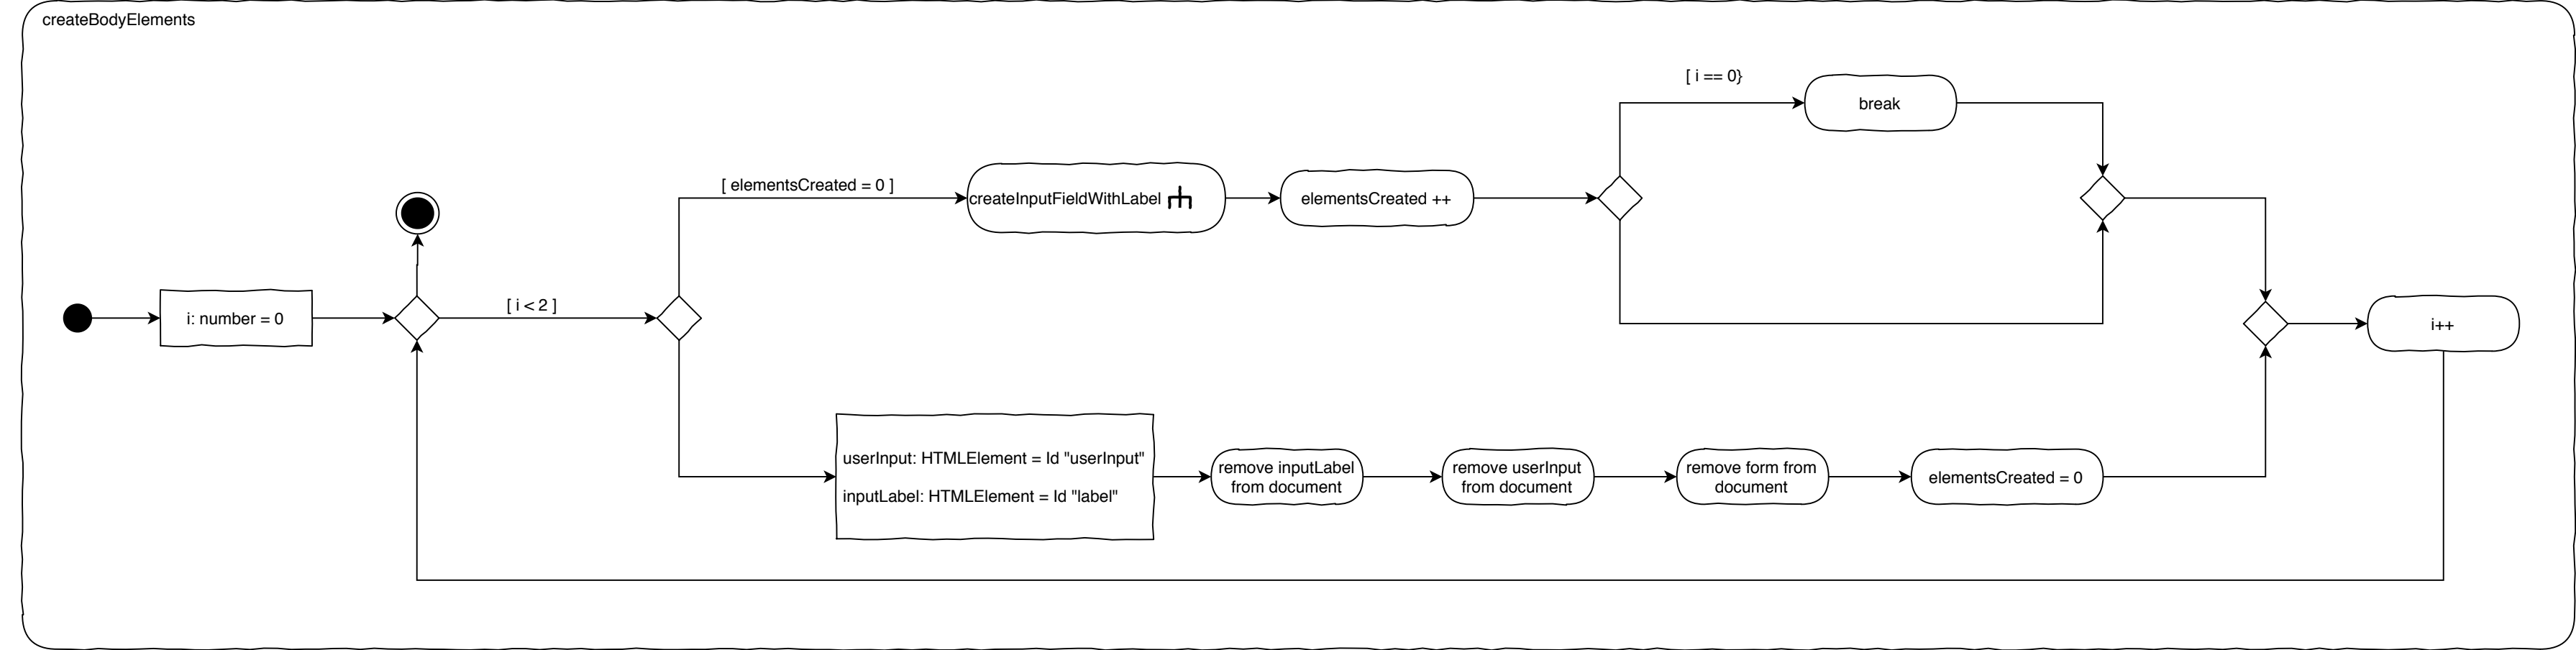 createBodyElements
[ i == 0}
break
[ elementsCreated = 0 ]
createInputFieldWithLabel
elementsCreated ++
i: number = 0
[ i < 2 ]
i++
userInput: HTMLElement = Id "userInput"
inputLabel: HTMLElement = Id "label"
remove inputLabel
from document
remove userInput
from document
remove form from
document
elementsCreated = 0